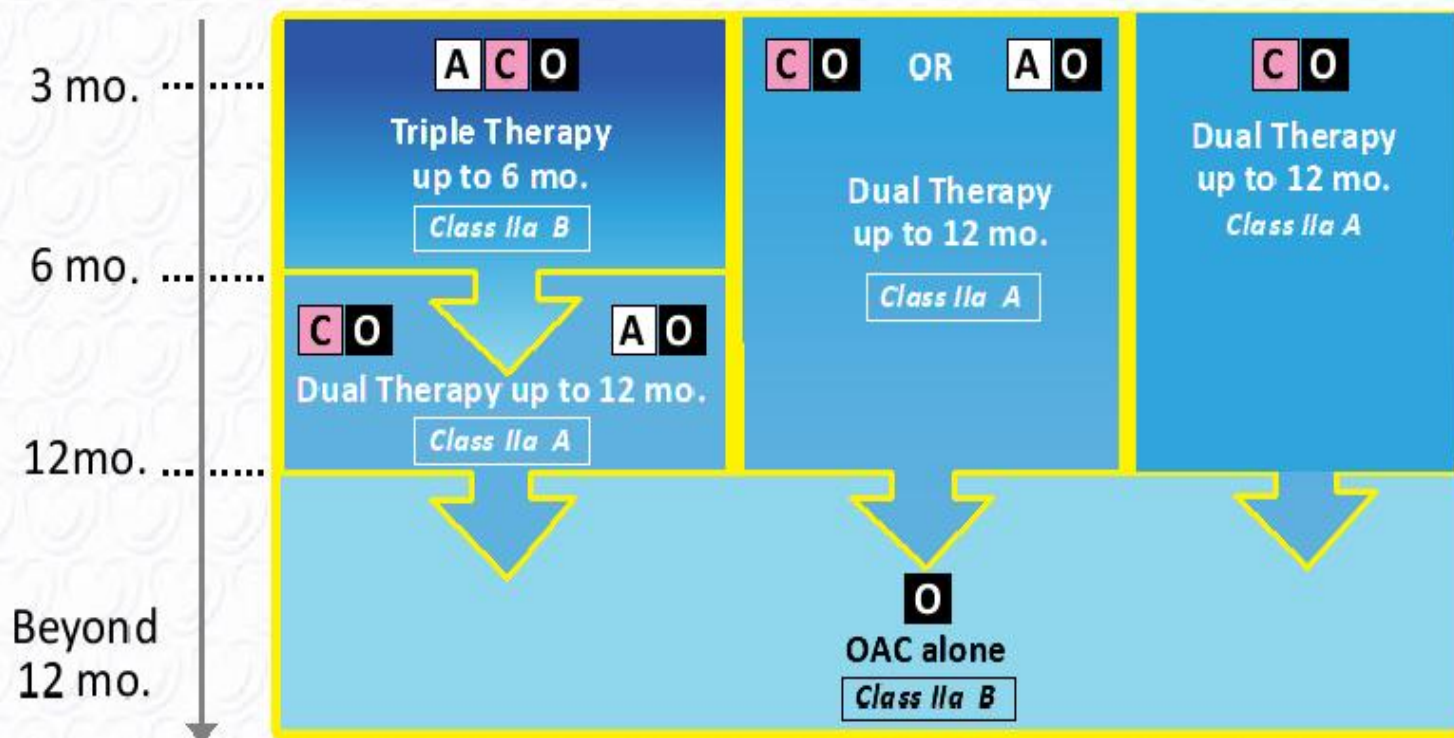 3 mo. ......
6 mo. ......
12mo. ......
Beyond
12 mo.
A C O
Triple Therapy
up to 6 mo.
Class IIa B
C O
A O
Dual Therapy up to 12 mo.
Class IIa A
C O OR A O
Dual Therapy
up to 12 mo.
Class IIa A
C O
Dual Therapy
up to 12 mo.
Class IIa A
O
OAC alone
Class IIa B